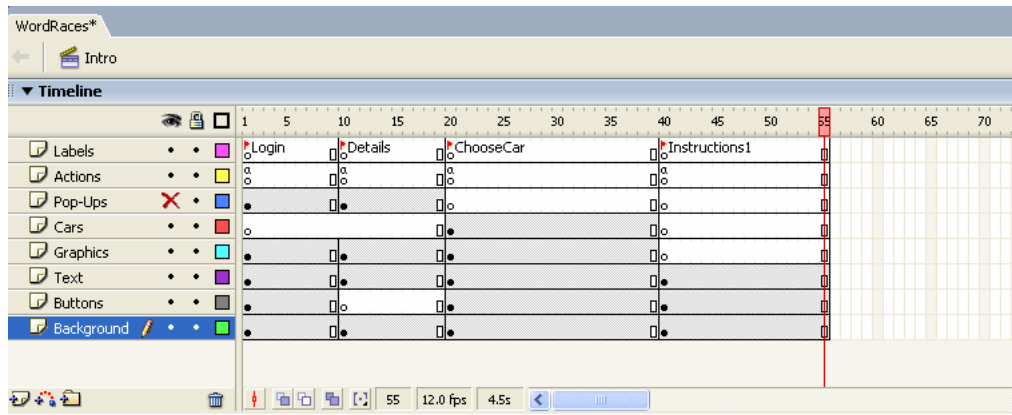 WordRaces*
Intro
Timeline
1 5 10 15 20 25 30 35 40 45 50 55 60 65 70
Labels Login Details ChooseCar Instructions1
Actions a a a a
Pop-Ups
Cars
Graphics
Text
Buttons
Background
55 12.0 fps 4.5s